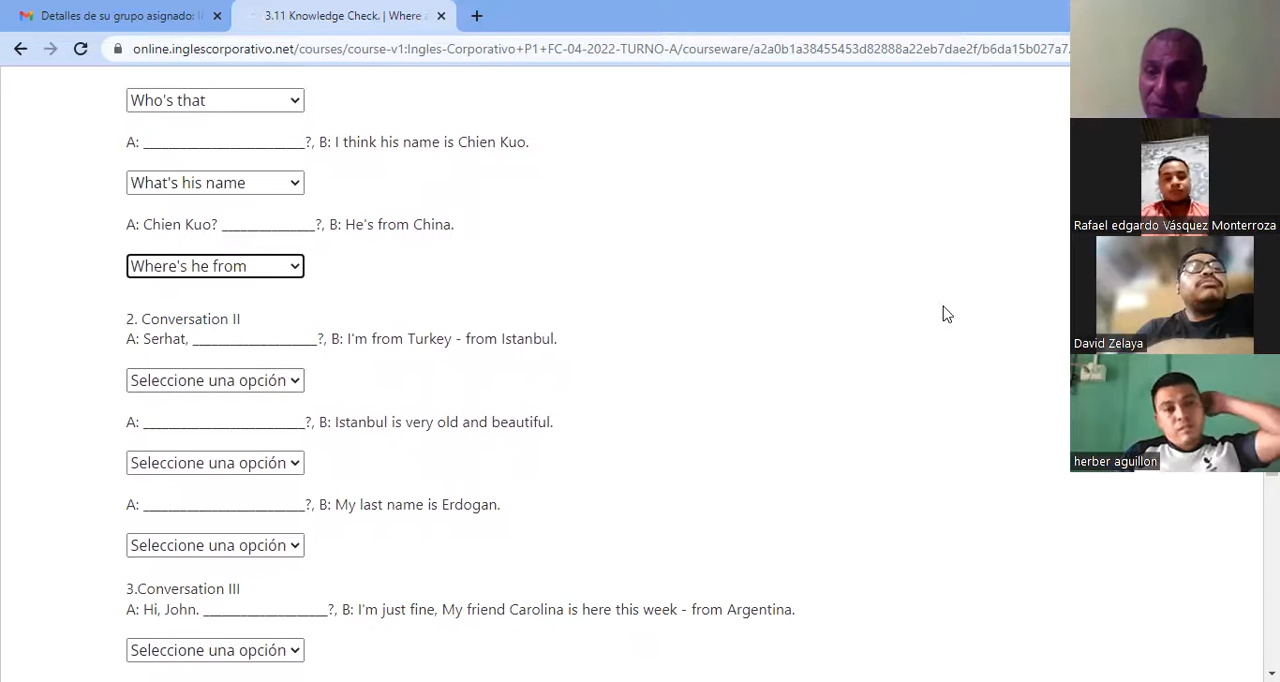 Detalles de su grupo asignado: I
3.11 Knowledge Check. | Where
online.inglescorporativo.net/courses/course-v1:Ingles-Corporativo+P1+FC-04-2022-TURNO-A/courseware/a2a0b1a38455453d82888a22eb7dae2f/b6da15b027a7
Who's that
A: ____________________?, B: I think his name is Chien Kuo.
What's his name
A: Chien Kuo? ____________?, B: He's from China.
Where's he from
2. Conversation II
A: Serhat, ________________?, B: I'm from Turkey - from Istanbul.
Seleccione una opción
A: ____________________?, B: Istanbul is very old and beautiful.
Seleccione una opción
A: ____________________?, B: My last name is Erdogan.
Seleccione una opción
3.Conversation III
A: Hi, John. ________________?, B: I'm just fine, My friend Carolina is here this week - from Argentina.
Seleccione una opción
Rafael edgardo Vásquez Monterroza
David Zelaya
herber aguillon